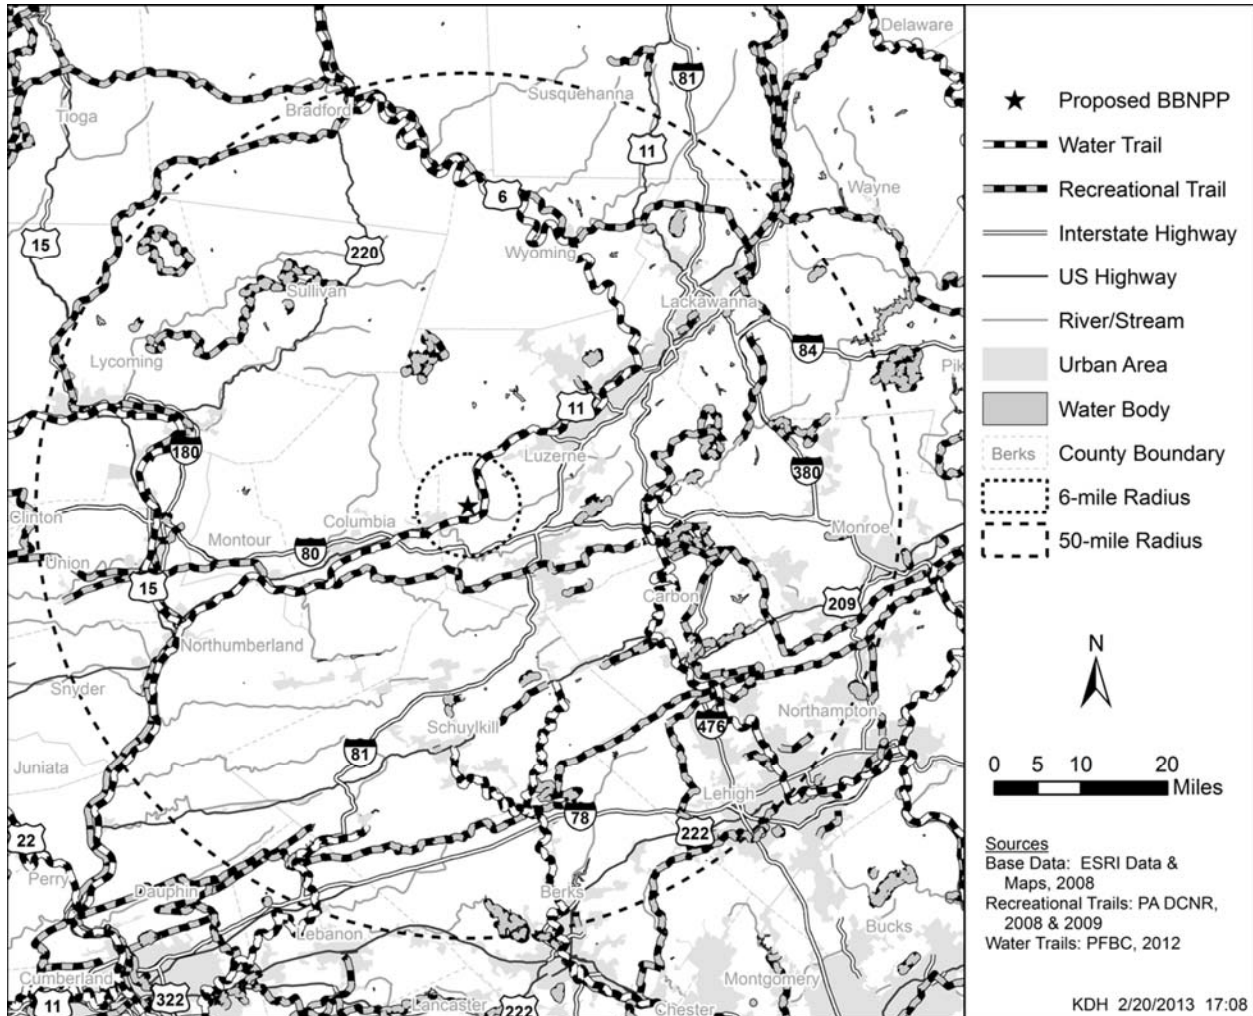 Delaware
81
Susquehanna
Tioga
Bradford
11
Wayne
6
15
220
Wyoming
Sullivan
Lackawanna
84
Lycoming
Pik
11
180
Luzerne
380
Clinton
Columbia
Monroe
Montour
80
Union
15
Carbon
209
Northumberland
Snyder
Northampton
Schuylkill
476
81
Juniata
Lehigh
78
222
22
Perry
Dauphin
Berks
Lebanon
Bucks
Cumberland
Montgomery
11
322
Lancaster
222
Chester
Proposed BBNPP
Water Trail
Recreational Trail
Interstate Highway
US Highway
River/Stream
Urban Area
Water Body
Berks County Boundary
6-mile Radius
50-mile Radius
N
0 5 10 20
Miles
Sources
Base Data: ESRI Data &
Maps, 2008
Recreational Trails: PA DCNR,
2008 & 2009
Water Trails: PFBC, 2012
KDH 2/20/2013 17:08